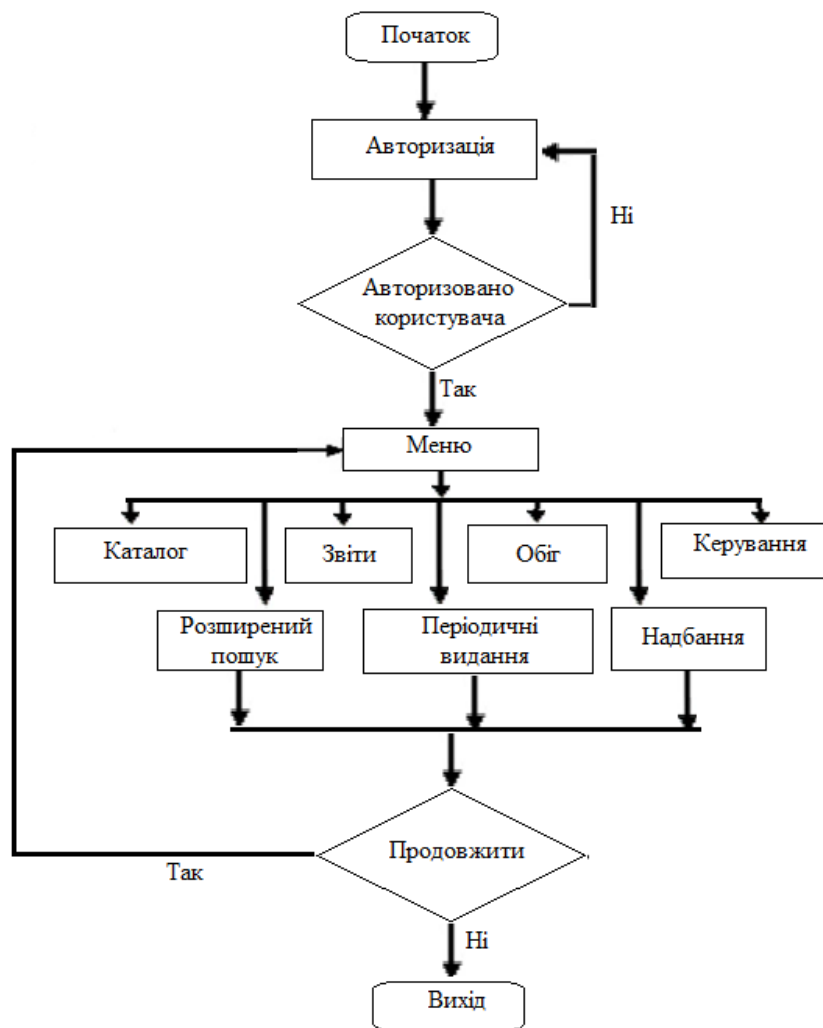 Початок
Авторизація
Ні
Авторизовано
користувача
Так
Меню
Каталог
Звіти
Обіг
Керування
Розширений
пошук
Періодичні
видання
Надбання
Продовжити
Так
Ні
Вихід